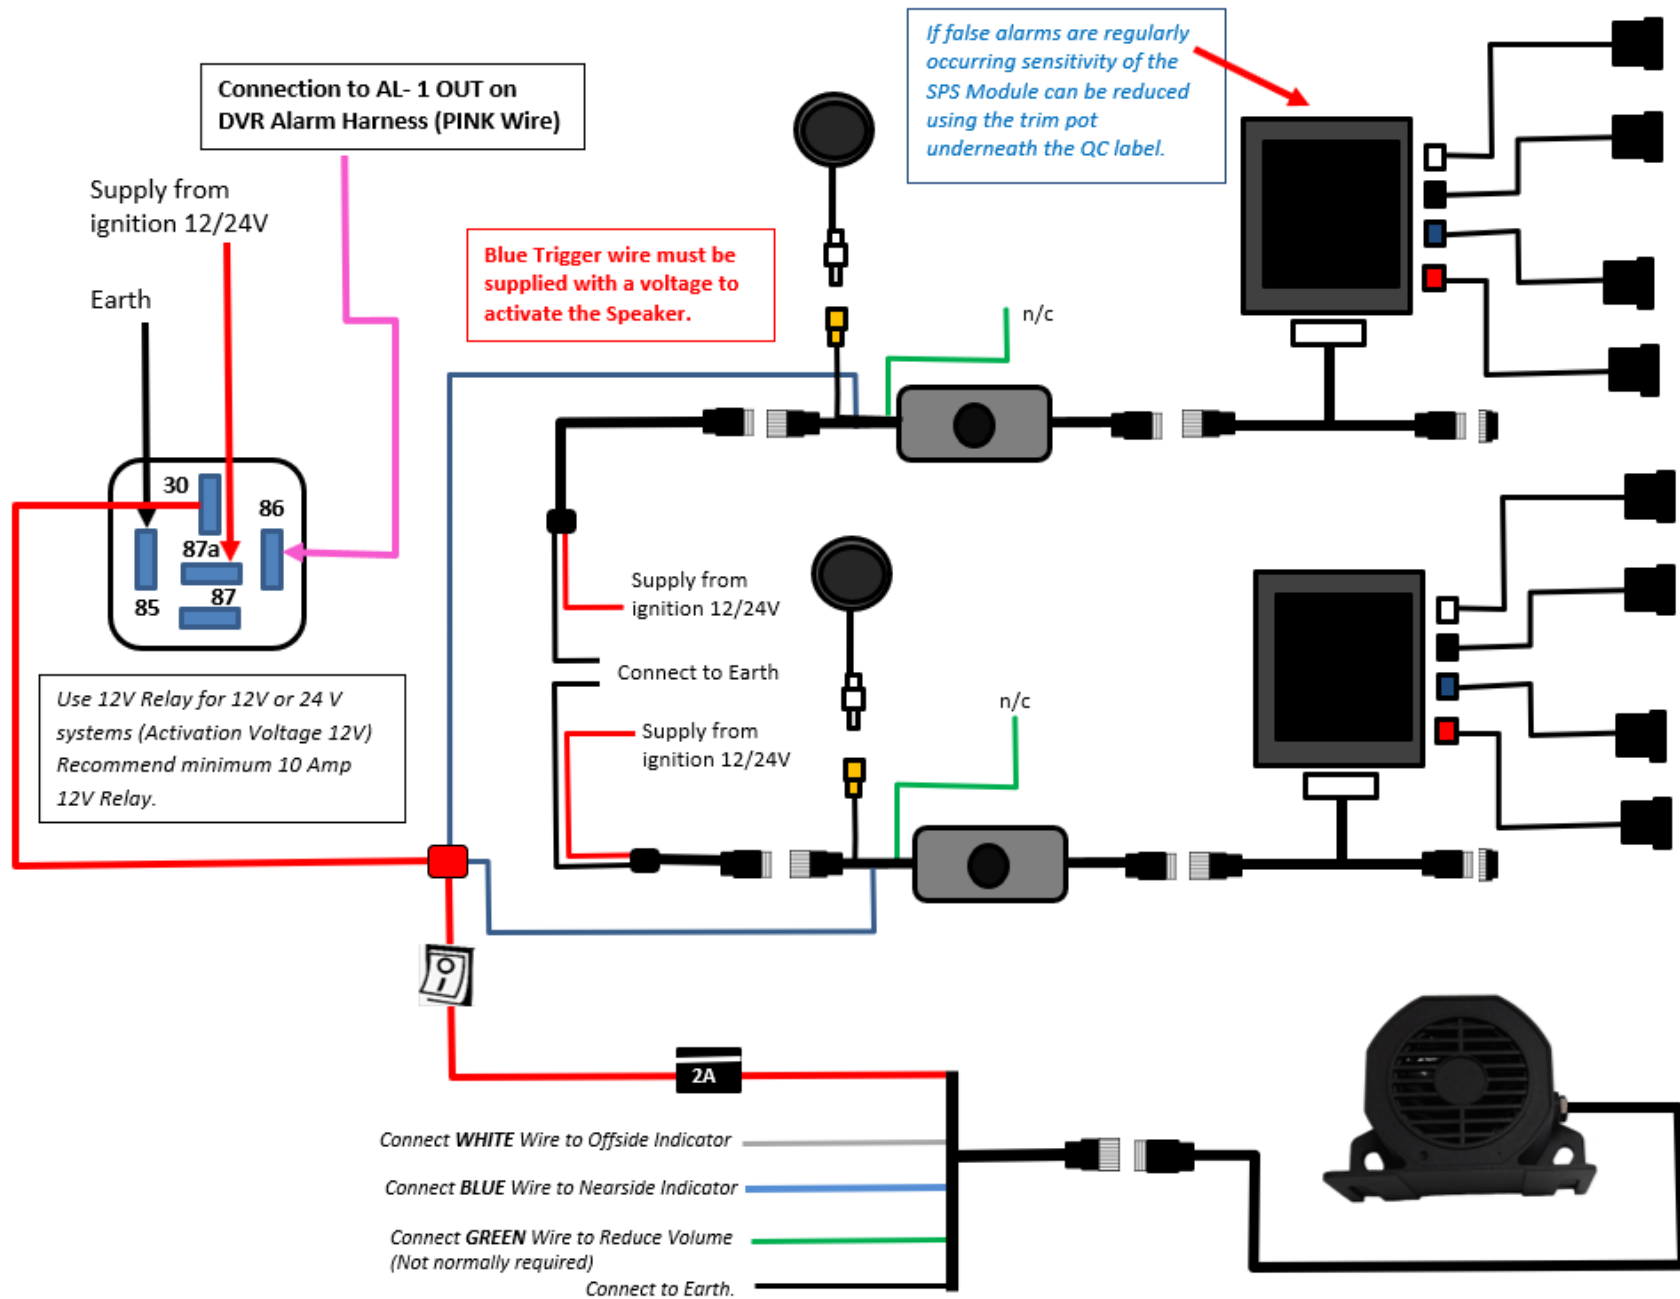 If false alarms are regularly
occurring sensitivity of the
SPS Module can be reduced
using the trim pot
underneath the QC label.
Connection to AL- 1 OUT on
DVR Alarm Harness (PINK Wire)
Supply from
ignition 12/24V
Earth
Blue Trigger wire must be
supplied with a voltage to
activate the Speaker.
n/c
30
86
87a
87
85
Supply from
ignition 12/24V
Connect to Earth
Supply from
ignition 12/24V
n/c
Use 12V Relay for 12V or 24 V
systems (Activation Voltage 12V)
Recommend minimum 10 Amp
12V Relay.
2A
Connect WHITE Wire to Offside Indicator
Connect BLUE Wire to Nearside Indicator
Connect GREEN Wire to Reduce Volume
(Not normally required)
Connect to Earth.